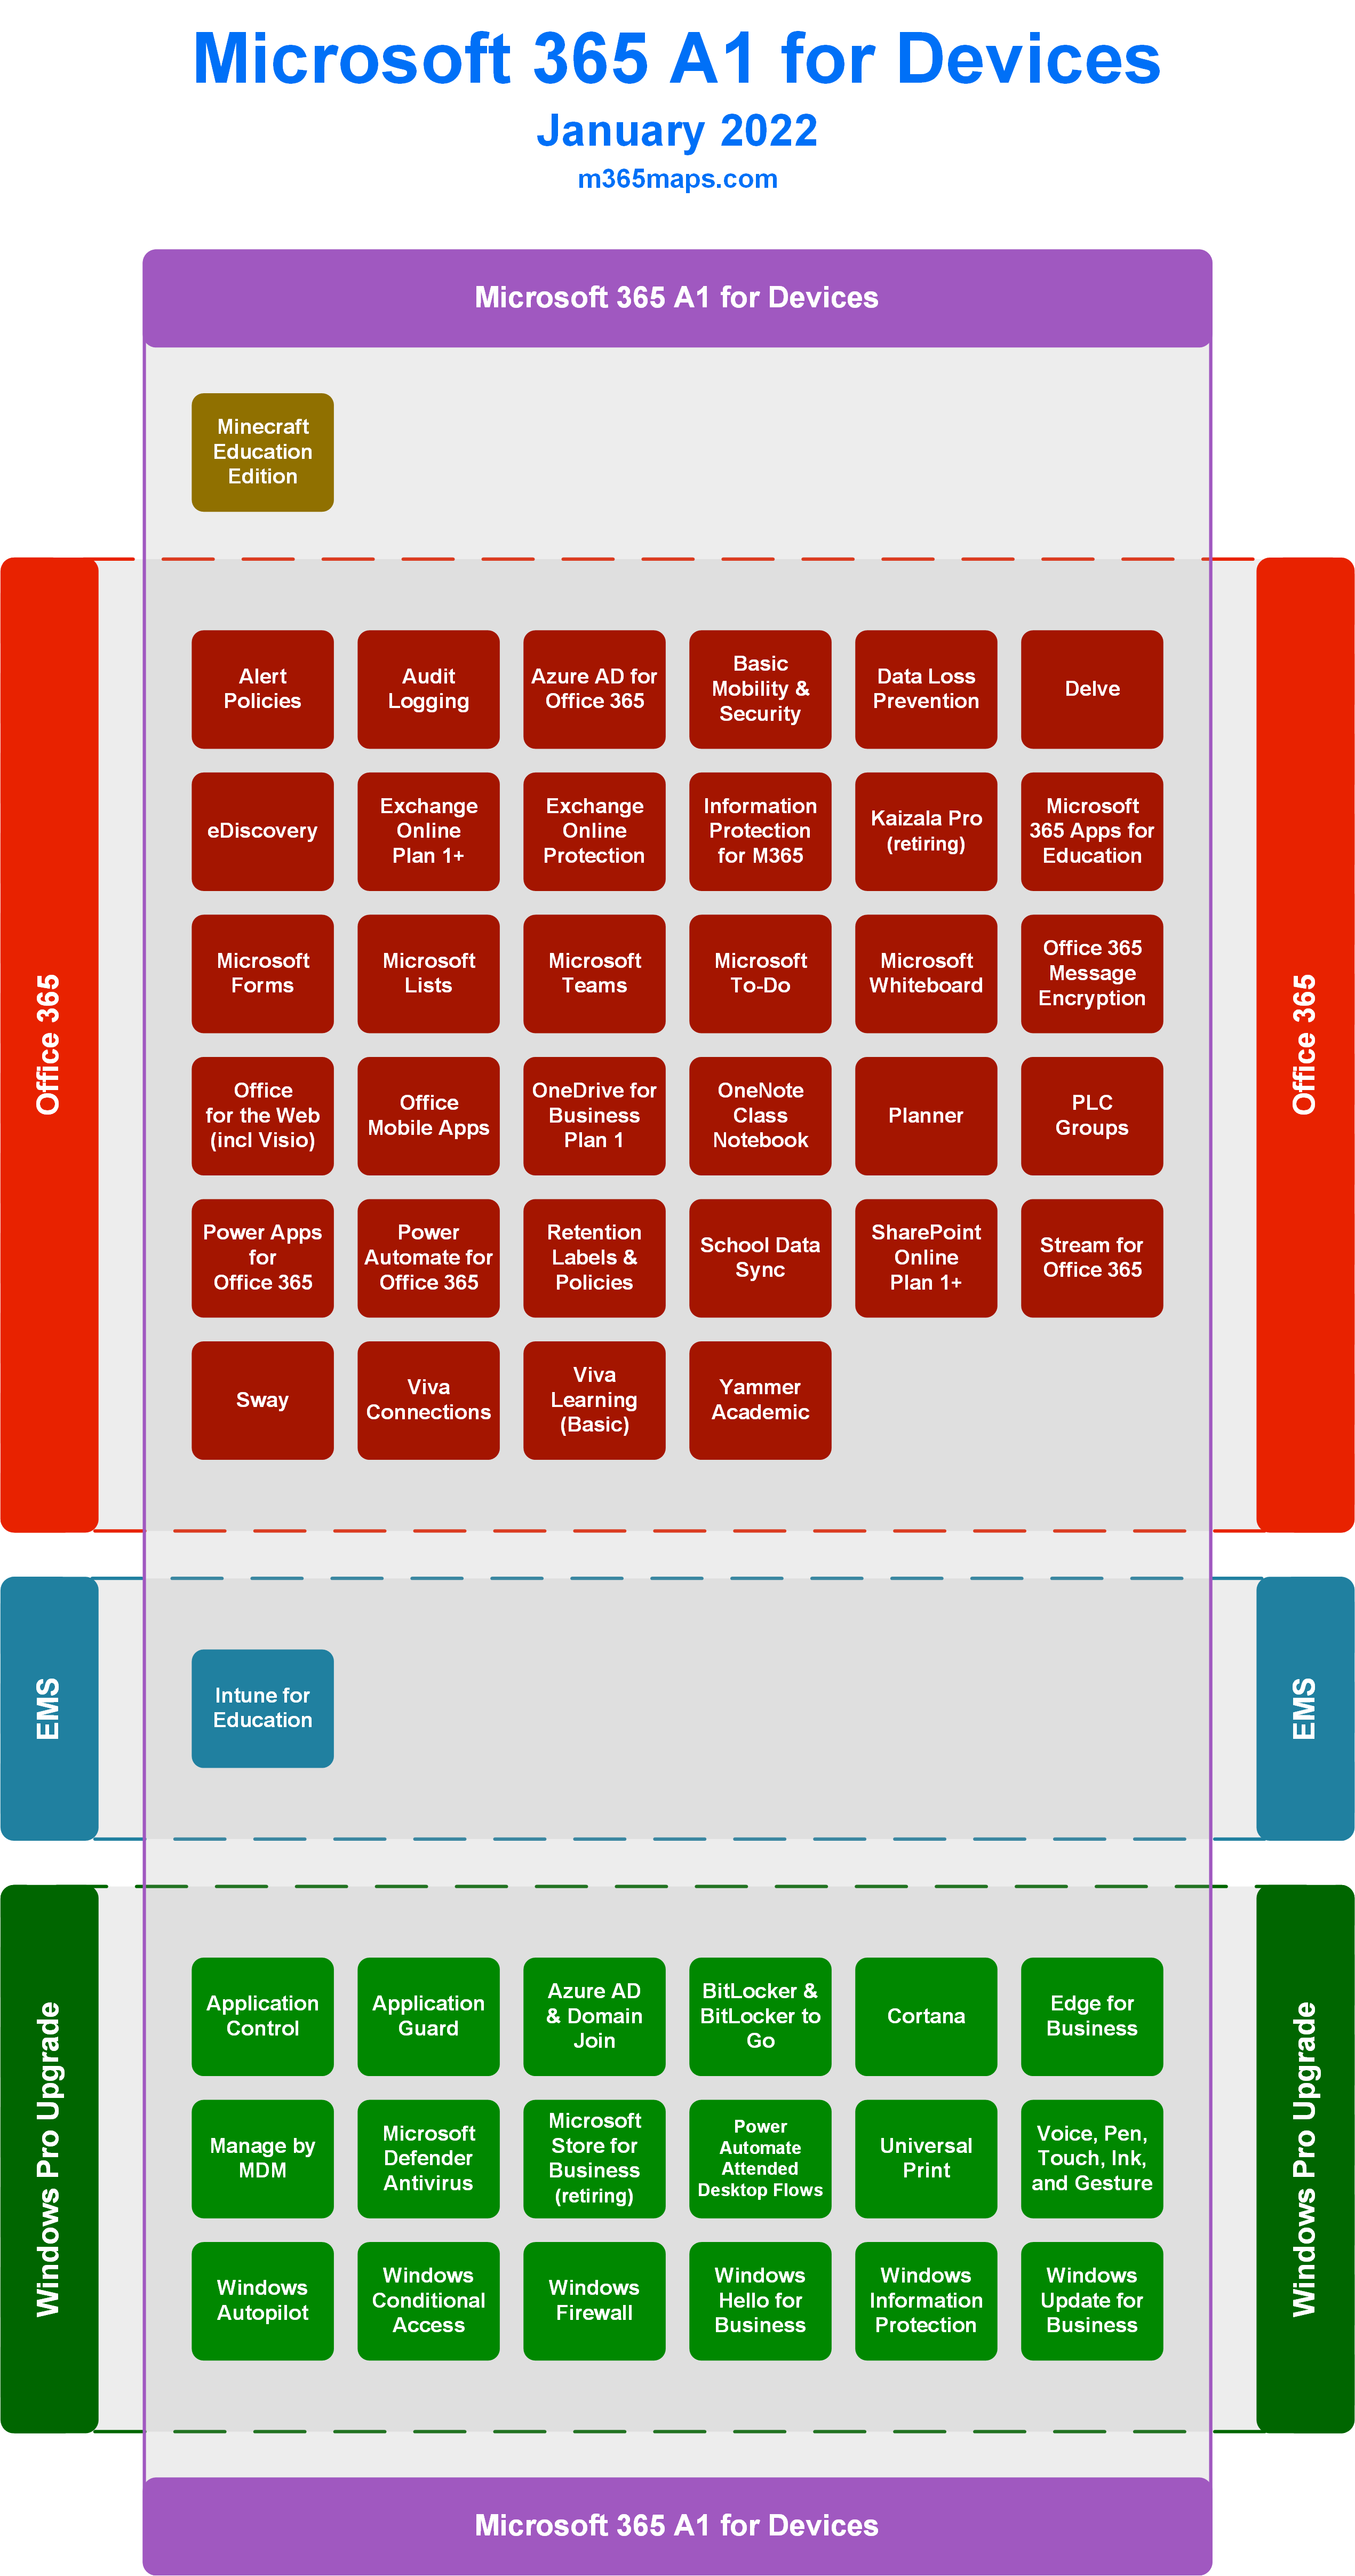 Microsoft 365 A1 for Devices
January 2022
m365maps.com
Microsoft 365 A1 for Devices
Minecraft
Education
Edition
Office 365
Office 365
Alert
Policies
Audit
Logging
Azure AD for
Office 365
Basic
Mobility &
Security
Data Loss
Prevention
Delve
eDiscovery
Exchange
Online
Plan 1+
Exchange
Online
Protection
Information
Protection
for M365
Kaizala Pro
(retiring)
Microsoft
365 Apps for
Education
Microsoft
Forms
Microsoft
Lists
Microsoft
Teams
Microsoft
To-Do
Microsoft
Whiteboard
Office 365
Message
Encryption
Office
for the Web
(incl Visio)
Office
Mobile Apps
OneDrive for
Business
Plan 1
OneNote
Class
Notebook
Planner
PLC
Groups
Power Apps
for
Office 365
Power
Automate for
Office 365
Retention
Labels &
Policies
School Data
Sync
SharePoint
Online
Plan 1+
Stream for
Office 365
Sway
Viva
Connections
Viva
Learning
(Basic)
Yammer
Academic
EMS
EMS
Intune for
Education
Windows Pro Upgrade
Windows Pro Upgrade
Application
Control
Application
Guard
Azure AD
& Domain
Join
BitLocker &
BitLocker to
Go
Cortana
Edge for
Business
Manage by
MDM
Microsoft
Defender
Antivirus
Microsoft
Store for
Business
(retiring)
Power
Automate
Attended
Desktop Flows
Universal
Print
Voice, Pen,
Touch, Ink,
and Gesture
Windows
Autopilot
Windows
Conditional
Access
Windows
Firewall
Windows
Hello for
Business
Windows
Information
Protection
Windows
Update for
Business
Microsoft 365 A1 for Devices